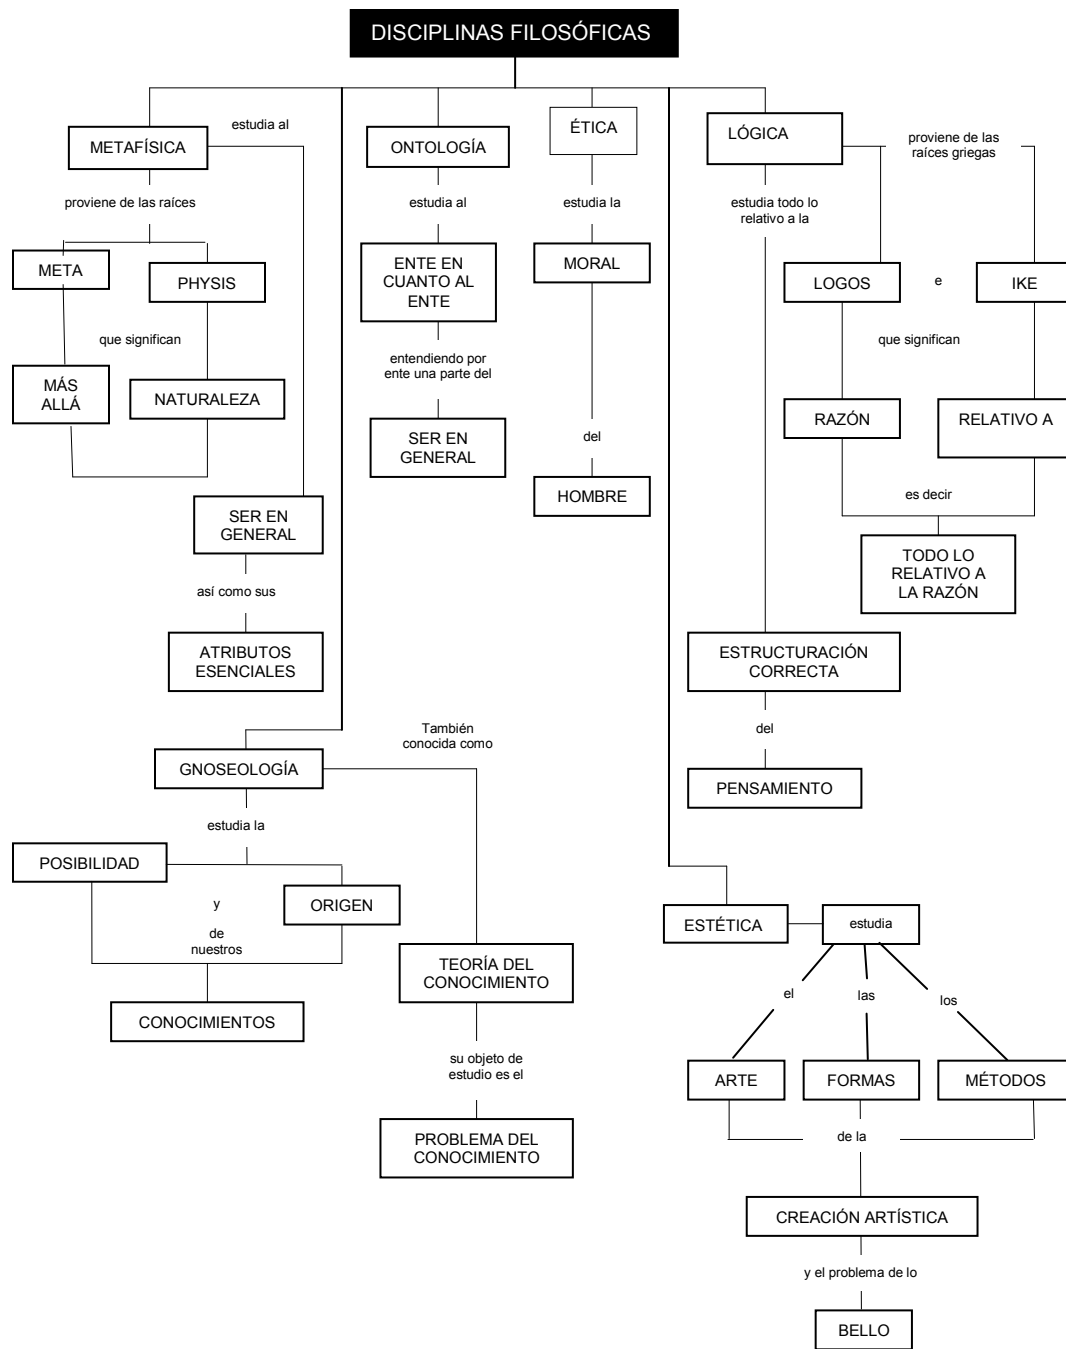 DISCIPLINAS FILOSÓFICAS
METAFÍSICA
estudia al
ONTOLOGÍA
ÉTICA
LÓGICA
proviene de las
raíces griegas
proviene de las raíces
estudia al
estudia la
estudia todo lo
relativo a la
META
PHYSIS
ENTE EN
CUANTO AL
ENTE
MORAL
LOGOS
e
IKE
que significan
entendiendo por
ente una parte del
que significan
MÁS
ALLÁ
NATURALEZA
SER EN
GENERAL
del
RAZÓN
RELATIVO A
HOMBRE
es decir
SER EN
GENERAL
TODO LO
RELATIVO A
LA RAZÓN
así como sus
ATRIBUTOS
ESENCIALES
ESTRUCTURACIÓN
CORRECTA
También
conocida como
del
GNOSEOLOGÍA
PENSAMIENTO
estudia la
POSIBILIDAD
y
ORIGEN
de
nuestros
ESTÉTICA
estudia
TEORÍA DEL
CONOCIMIENTO
el
las
los
CONOCIMIENTOS
su objeto de
estudio es el
ARTE
FORMAS
MÉTODOS
PROBLEMA DEL
CONOCIMIENTO
de la
CREACIÓN ARTÍSTICA
y el problema de lo
BELLO